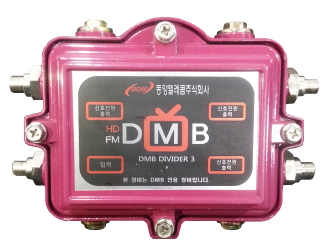 동양텔레콤주식회사
신호전원
출력
신호전원
출력
HD
FM
DMB
DMB DIVIDER 3
입력
신호전원
출력
본 장비는 DMB 전용 장비입니다